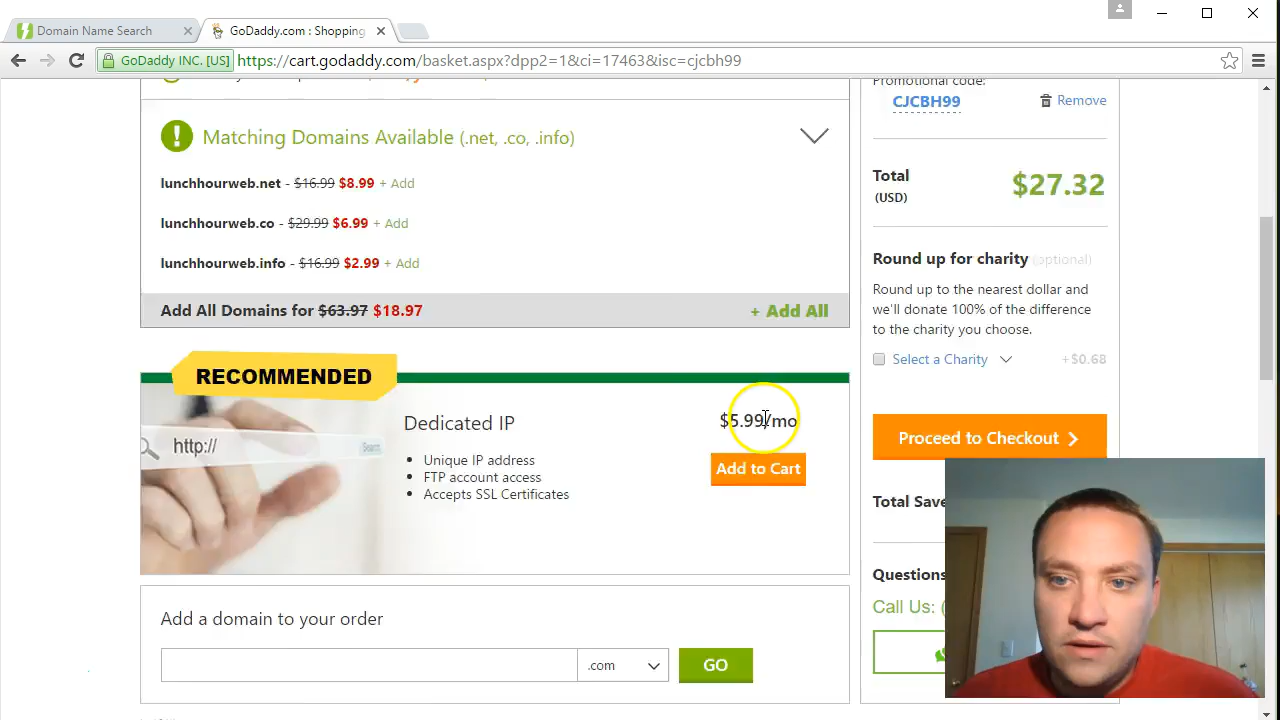 Domain Name Search
GoDaddy.com : Shopping
GoDaddy INC. [US]
https://cart.godaddy.com/basket.aspx?dpp2=1&ci=17463&isc=cjcbh99
Promotional code:
CJCBH99
Remove
Matching Domains Available (.net, .co, .info)
lunchhourweb.net - $16.99 $8.99 + Add
lunchhourweb.co - $29.99 $6.99 + Add
lunchhourweb.info - $16.99 $2.99 + Add
Add All Domains for $63.97 $18.97
+ Add All
Total
(USD)
$27.32
Round up for charity (optional)
Round up to the nearest dollar and
we'll donate 100% of the difference
to the charity you choose.
Select a Charity
+$0.68
RECOMMENDED
http://
Search
Dedicated IP
• Unique IP address
• FTP account access
• Accepts SSL Certificates
$5.99/mo
Add to Cart
Proceed to Checkout
Total
Questions
Call Us: (
Add a domain to your order
.com
GO